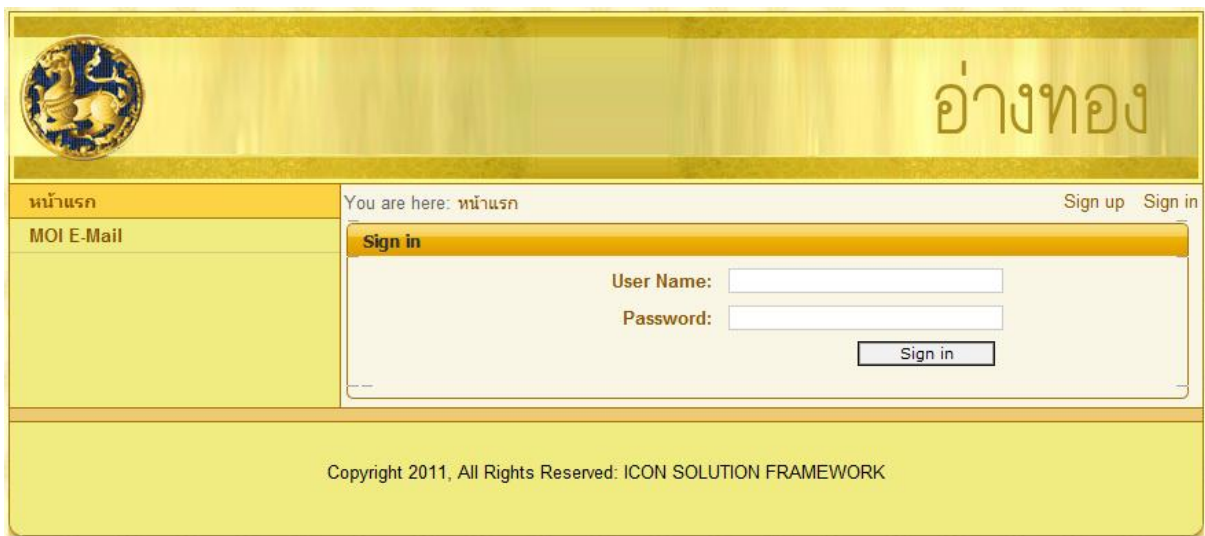 อ่างทอง
หน้าแรก
MOI E-Mail
You are here: หน้าแรก
Sign up Sign in
Sign in
User Name:
Password:
Sign in
Copyright 2011, All Rights Reserved: ICON SOLUTION FRAMEWORK